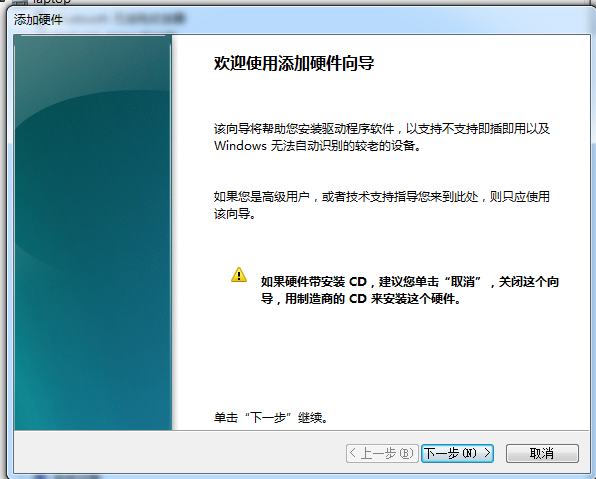 laptop
添加硬件
欢迎使用添加硬件向导
该向导将帮助您安装驱动程序软件，以支持不支持即插即用以及
Windows 无法自动识别的较老的设备。
如果您是高级用户，或者技术支持指导您来到此处，则只应使用
该向导。
如果硬件带安装 CD，建议您单击“取消”，关闭这个向
导，用制造商的 CD 来安装这个硬件。
单击“下一步”继续。
< 上一步(B) 下一步(N) > 取消